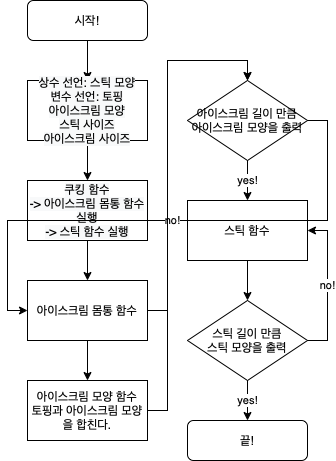 시작!
상수 선언: 스틱 모양
변수 선언: 토핑
아이스크림 모양
스틱 사이즈
아이스크림 사이즈
쿠킹 함수
-> 아이스크림 몸통 함수
실행
-> 스틱 함수 실행
아이스크림 몸통 함수
아이스크림 모양 함수
토핑과 아이스크림 모양
을 합친다.
아이스크림 길이 만큼
아이스크림 모양을 출력
yes!
no!
스틱 함수
no!
스틱 길이 만큼
스틱 모양을 출력
yes!
끝!